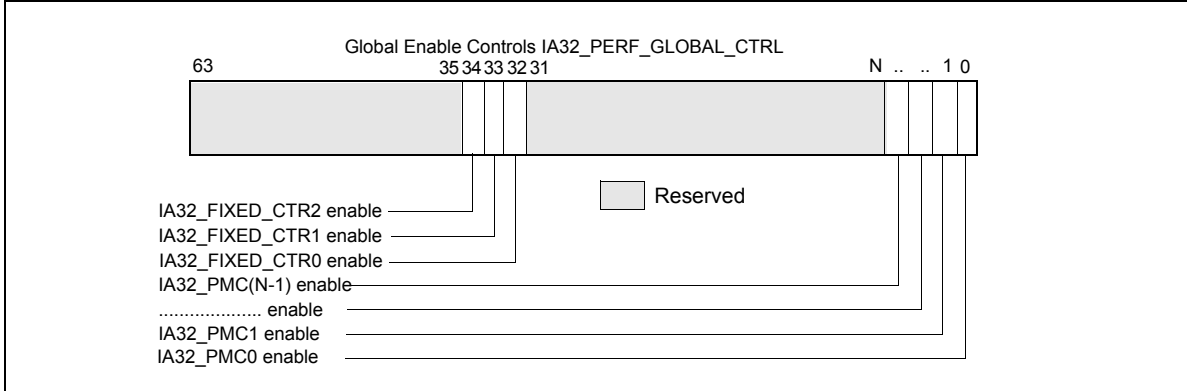 Global Enable Controls IA32_PERF_GLOBAL_CTRL
63 35 34 33 32 31 N .. .. 1 0
Reserved
IA32_FIXED_CTR2 enable
IA32_FIXED_CTR1 enable
IA32_FIXED_CTR0 enable
IA32_PMC(N-1) enable
.................... enable
IA32_PMC1 enable
IA32_PMC0 enable